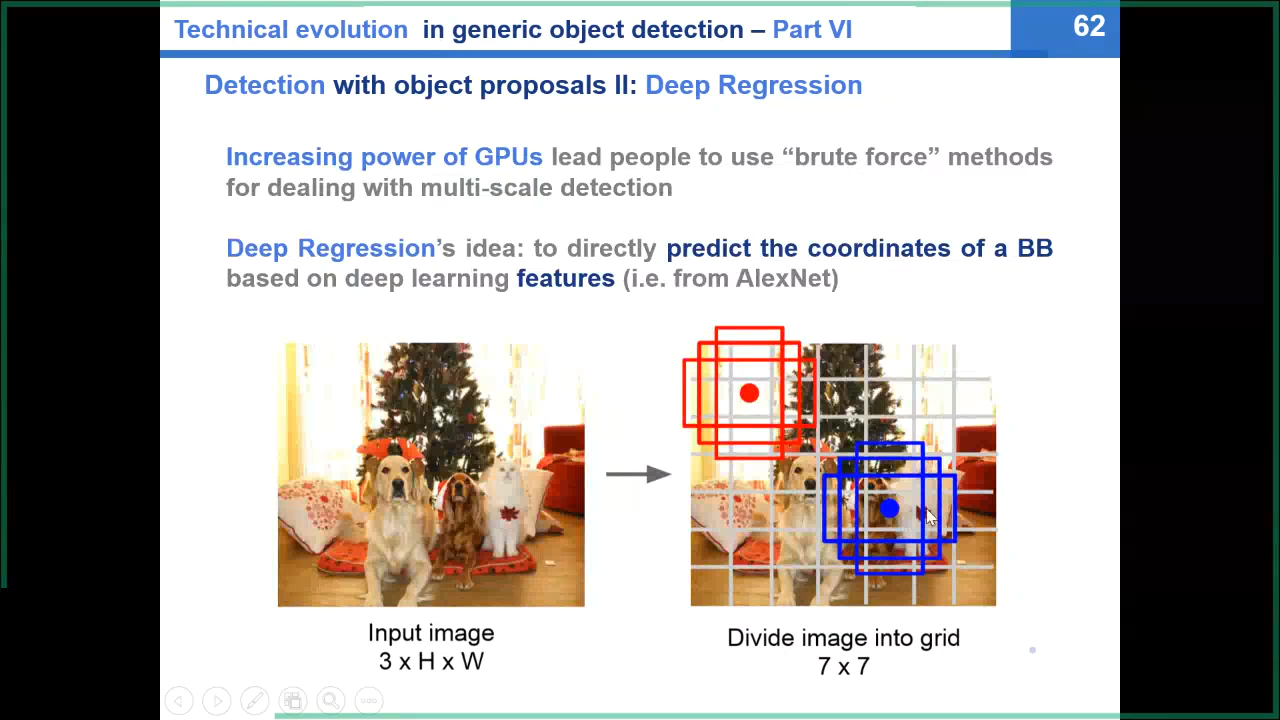 Technical evolution in generic object detection – Part VI
62
Detection with object proposals II: Deep Regression
Increasing power of GPUs lead people to use “brute force” methods
for dealing with multi-scale detection
Deep Regression’s idea: to directly predict the coordinates of a BB
based on deep learning features (i.e. from AlexNet)
Input image
3 x H x W
Divide image into grid
7 x 7